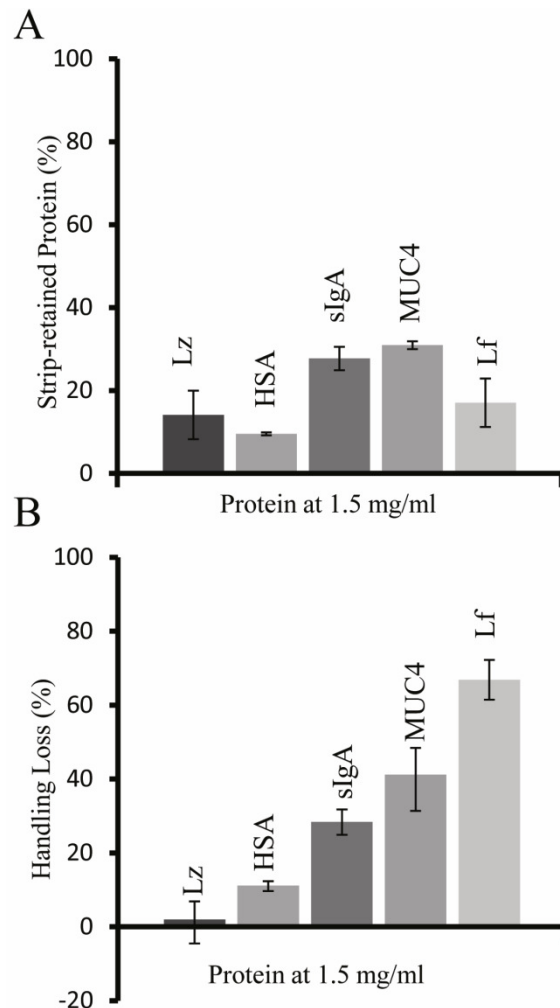 A
100
80
60
40
20
0
Strip-retained Protein (%)
Lz
HSA
sIgA
MUC4
Lf
Protein at 1.5 mg/ml
B
100
80
60
40
20
0
-20
Handling Loss (%)
Lz
HSA
sIgA
MUC4
Lf
Protein at 1.5 mg/ml